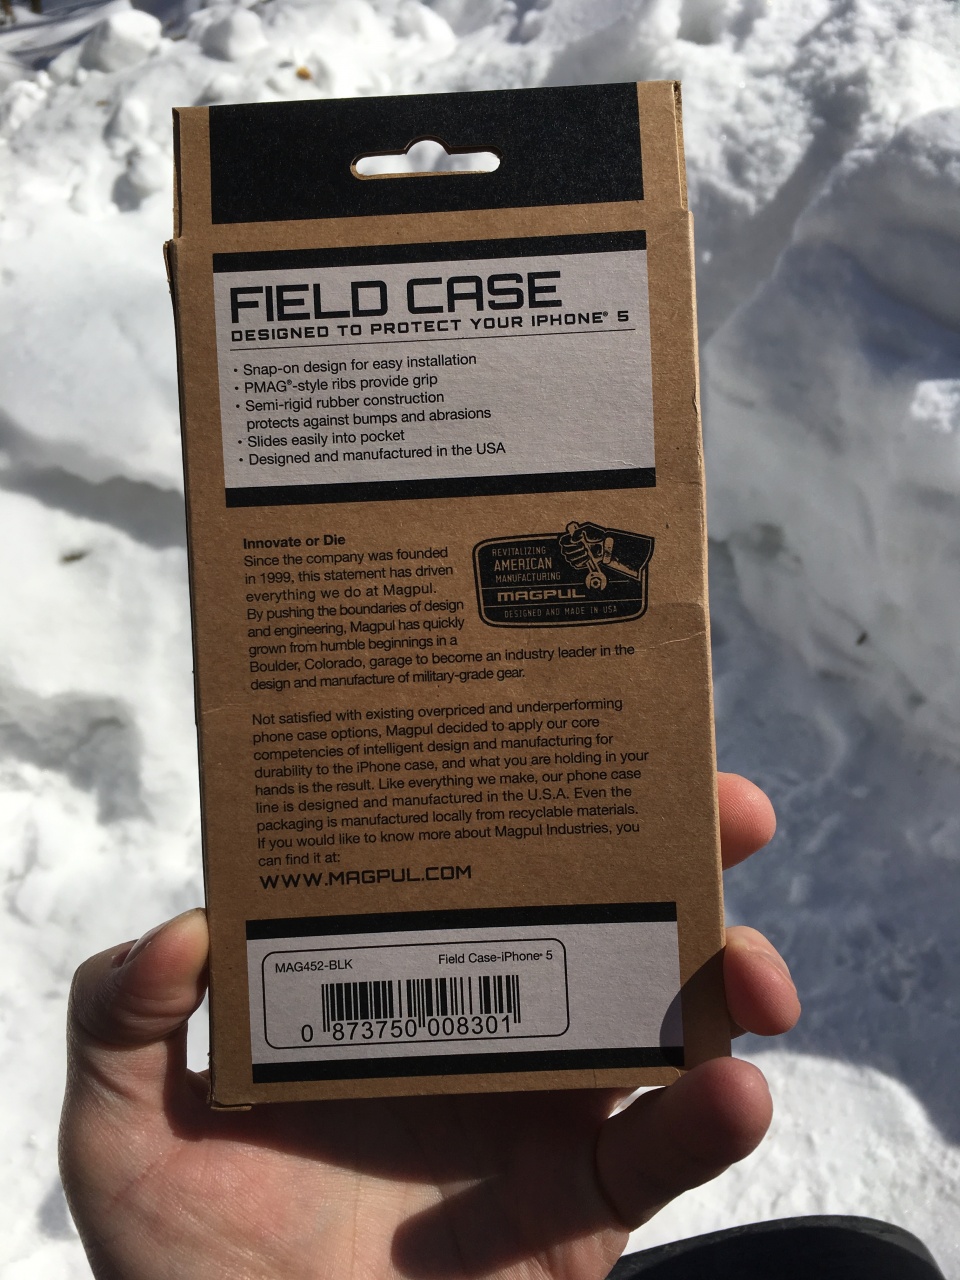 FIELD CASE
DESIGNED TO PROTECT YOUR IPHONE® 5
• Snap-on design for easy installation
• PMAG®-style ribs provide grip
• Semi-rigid rubber construction
protects against bumps and abrasions
• Slides easily into pocket
• Designed and manufactured in the USA
Innovate or Die
Since the company was founded
in 1999, this statement has driven
everything we do at Magpul.
By pushing the boundaries of design
and engineering, Magpul has quickly
grown from humble beginnings in a
Boulder, Colorado, garage to become an industry leader in the
design and manufacture of military-grade gear.
REVITALIZING
AMERICAN
MANUFACTURING
MAGPUL
DESIGNED AND MADE IN USA
Not satisfied with existing overpriced and underperforming
phone case options, Magpul decided to apply our core
competencies of intelligent design and manufacturing for
durability to the iPhone case, and what you are holding in your
hands is the result. Like everything we make, our phone case
line is designed and manufactured in the U.S.A. Even the
packaging is manufactured locally from recyclable materials.
If you would like to know more about Magpul Industries, you
can find it at:
WWW.MAGPUL.COM
MAG452-BLK
Field Case-iPhone® 5
0 873750 008301